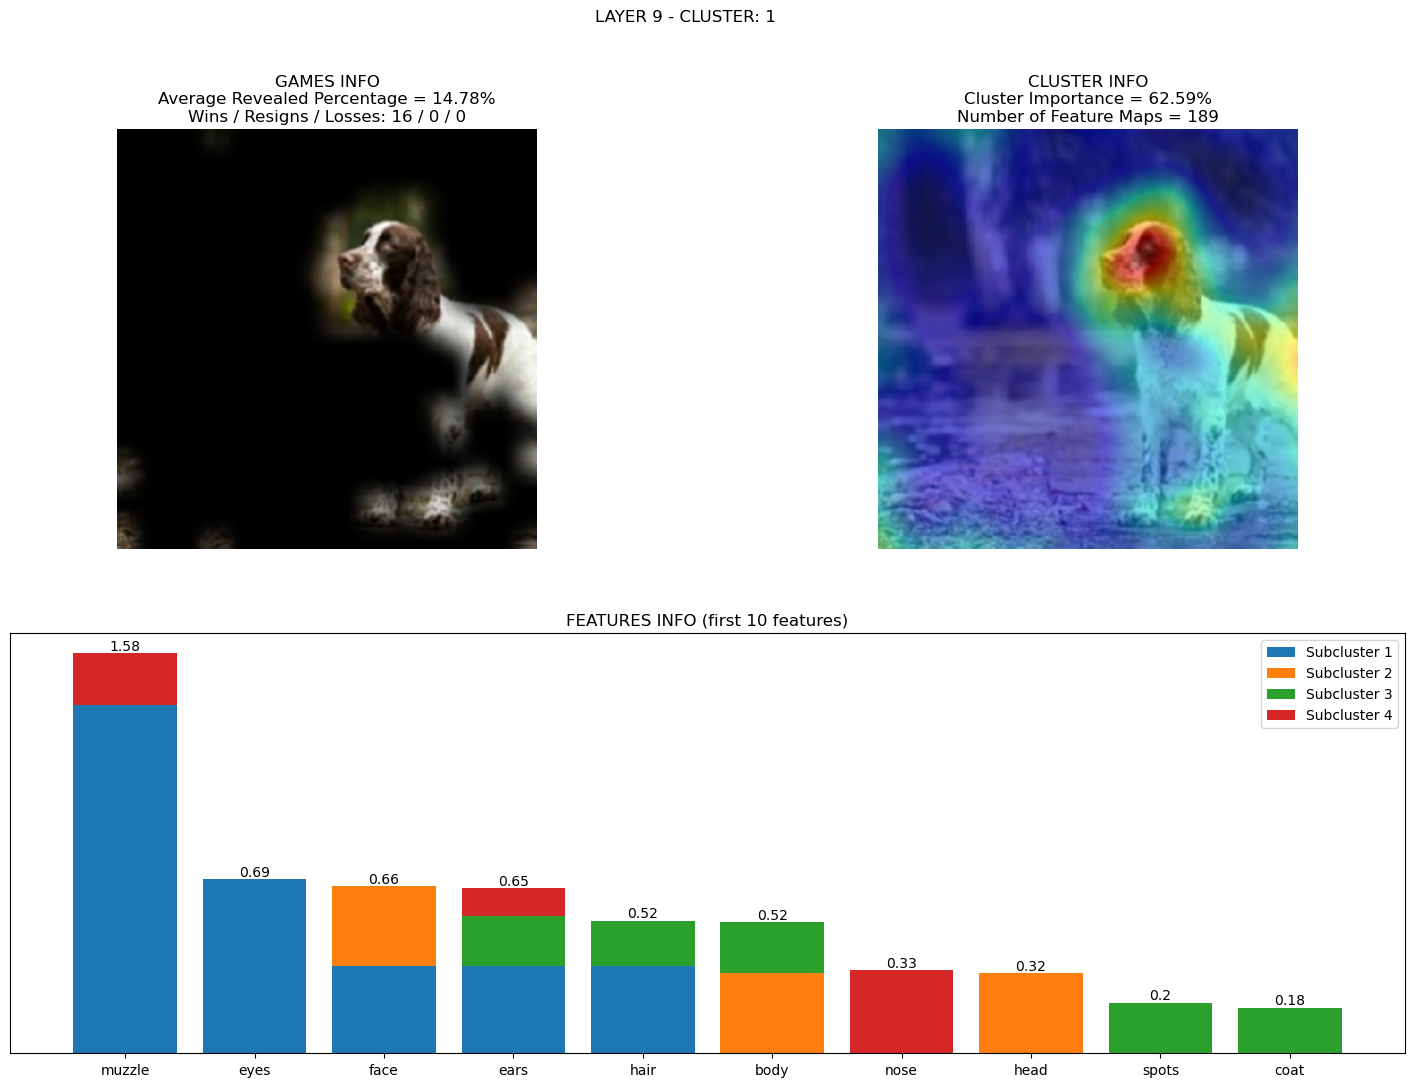 LAYER 9 - CLUSTER: 1
GAMES INFO
Average Revealed Percentage = 14.78%
Wins / Resigns / Losses: 16 / 0 / 0
CLUSTER INFO
Cluster Importance = 62.59%
Number of Feature Maps = 189
FEATURES INFO (first 10 features)
Subcluster 1
Subcluster 2
Subcluster 3
Subcluster 4
1.58
0.69
0.66
0.65
0.52
0.52
0.33
0.32
0.2
0.18
muzzle
eyes
face
ears
hair
body
nose
head
spots
coat